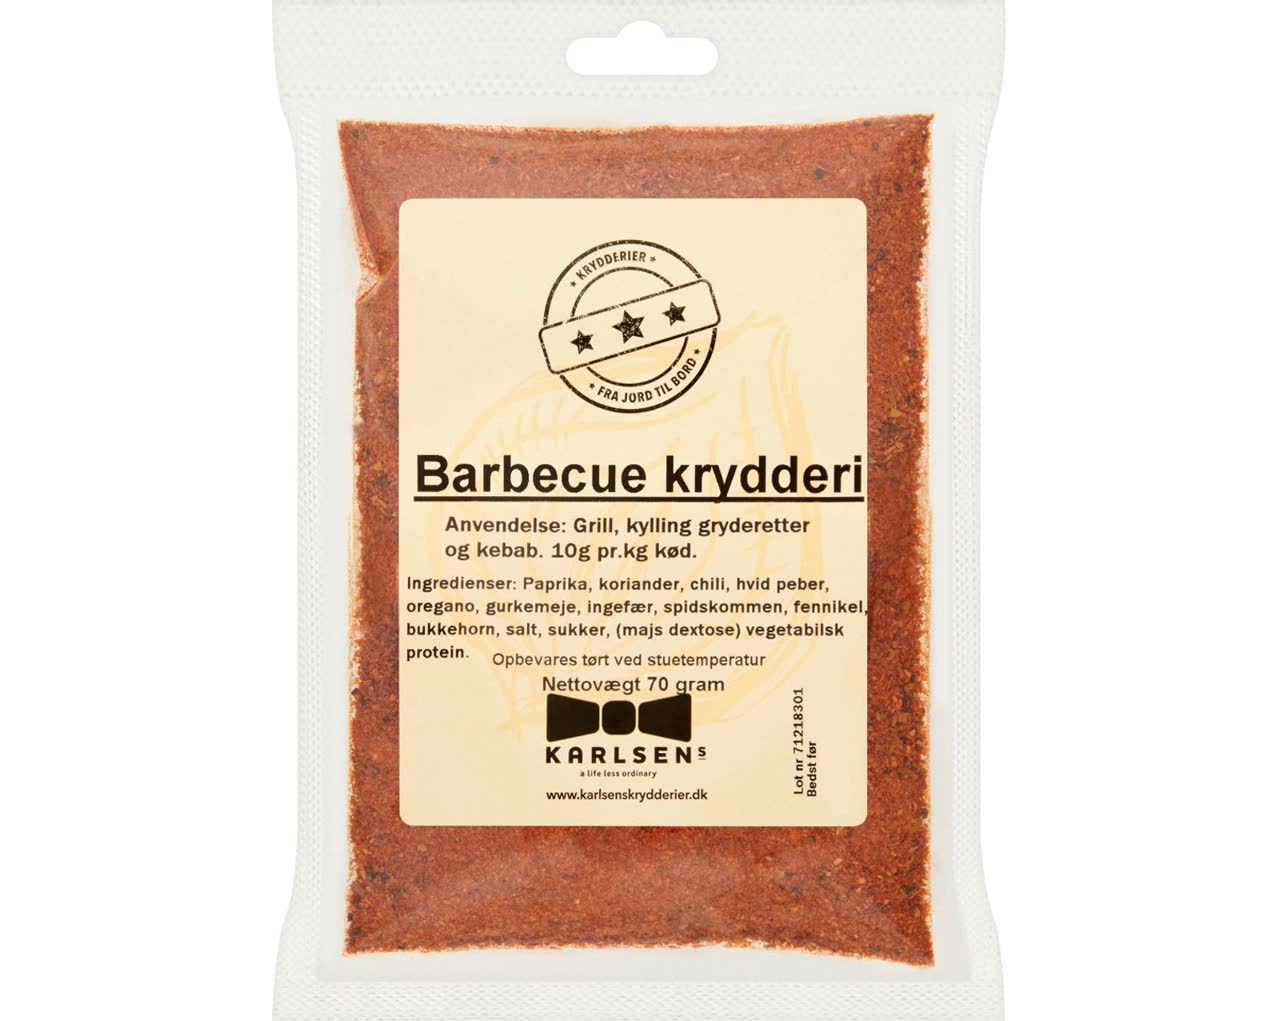 KRYDDERIER
FRA JORD TIL BORD
Barbecue krydderi
Anvendelse: Grill, kylling gryderetter
og kebab. 10g pr.kg kød.
Ingredienser: Paprika, koriander, chili, hvid peber,
oregano, gurkemeje, ingefær, spidskommen, fennikel,
bukkehorn, salt, sukker, (majs dextose) vegetabilsk
protein.
Opbevares tørt ved stuetemperatur
Nettovægt 70 gram
KARLSENS
a life less ordinary
www.karlsenskrydderier.dk
Lot nr 71218301
Bedst før